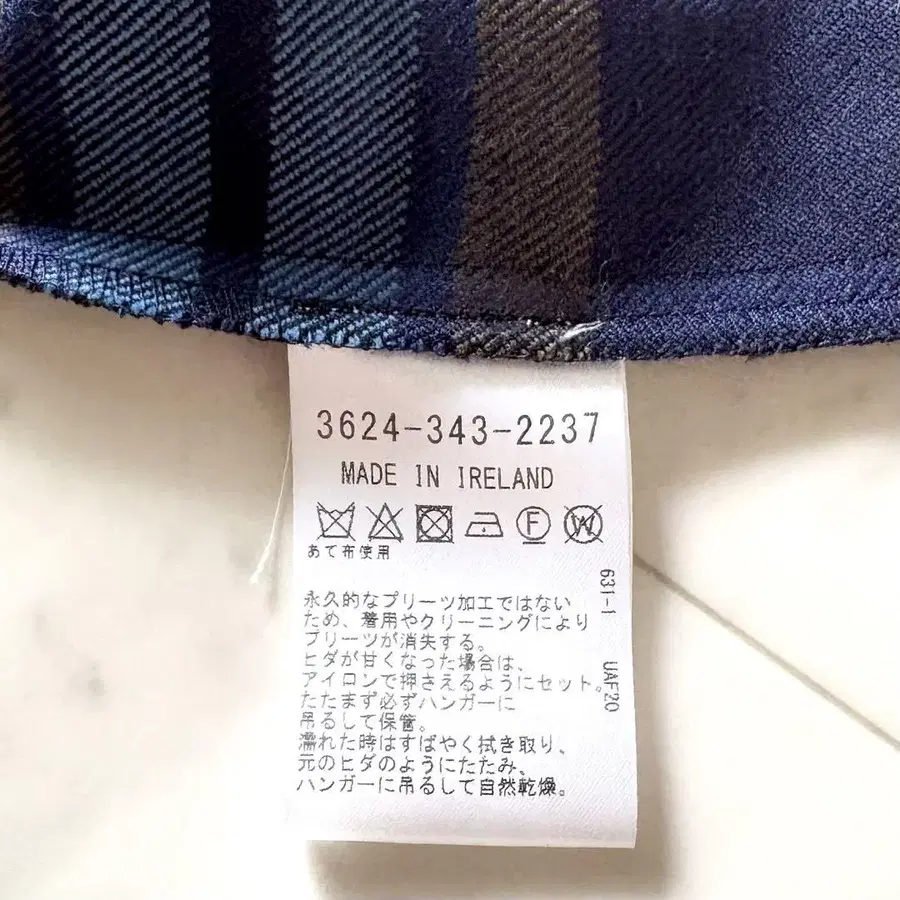 3624-343-2237
MADE IN IRELAND
F W
あて布使用
永久的なプリーツ加工ではない
ため、着用やクリーニングにより
プリーツが消失する。
ヒダが甘くなった場合は、
アイロンで押さえるようにセット。
たたまず必ずハンガーに
吊るして保管。
濡れた時はすばやく拭き取り、
元のヒダのようにたたみ、
ハンガーに吊るして自然乾燥。
631-1
UAF20